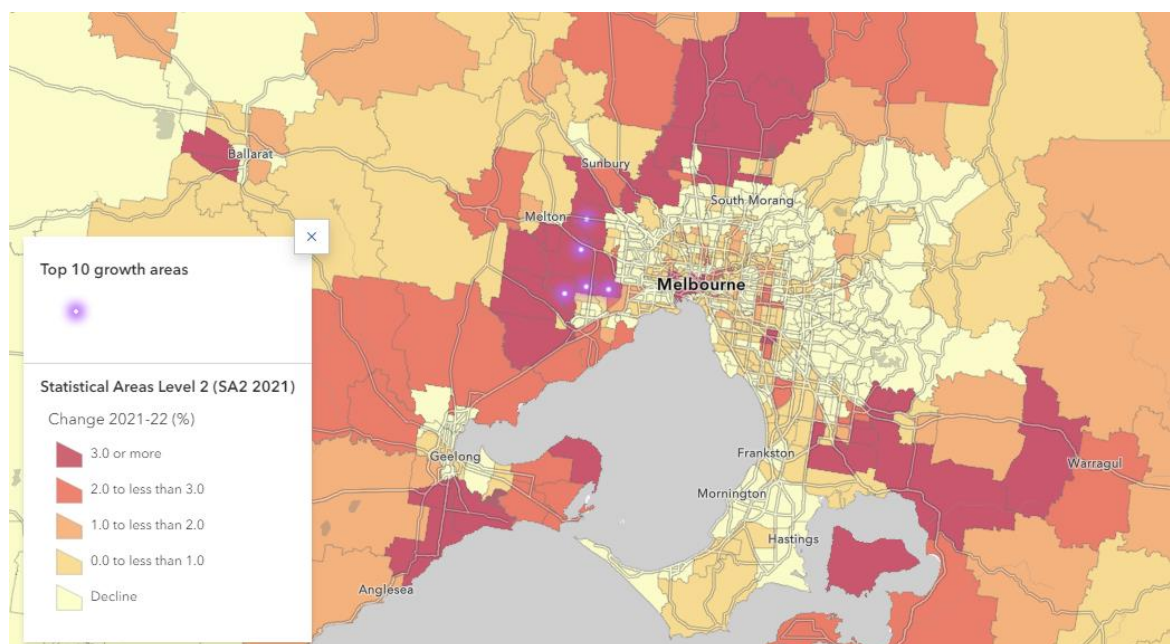 Ballarat
Sunbury
Melton
South Morang
Melbourne
Geelong
Frankston
Warragul
Mornington
Hastings
Anglesea
×
Top 10 growth areas
Statistical Areas Level 2 (SA2 2021)
Change 2021-22 (%)
3.0 or more
2.0 to less than 3.0
1.0 to less than 2.0
0.0 to less than 1.0
Decline